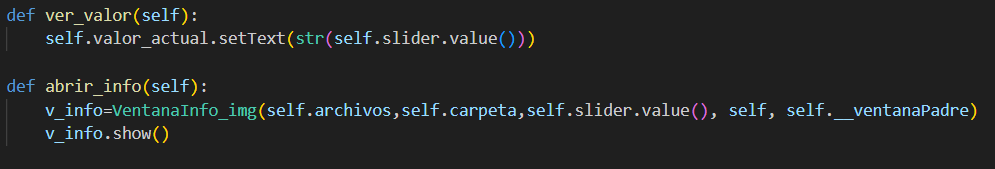 def ver_valor(self):
    self.valor_actual.setText(str(self.slider.value()))
def abrir_info(self):
    v_info=VentanaInfo_img(self.archivos,self.carpeta,self.slider.value(), self, self.__ventanaPadre)
    v_info.show()